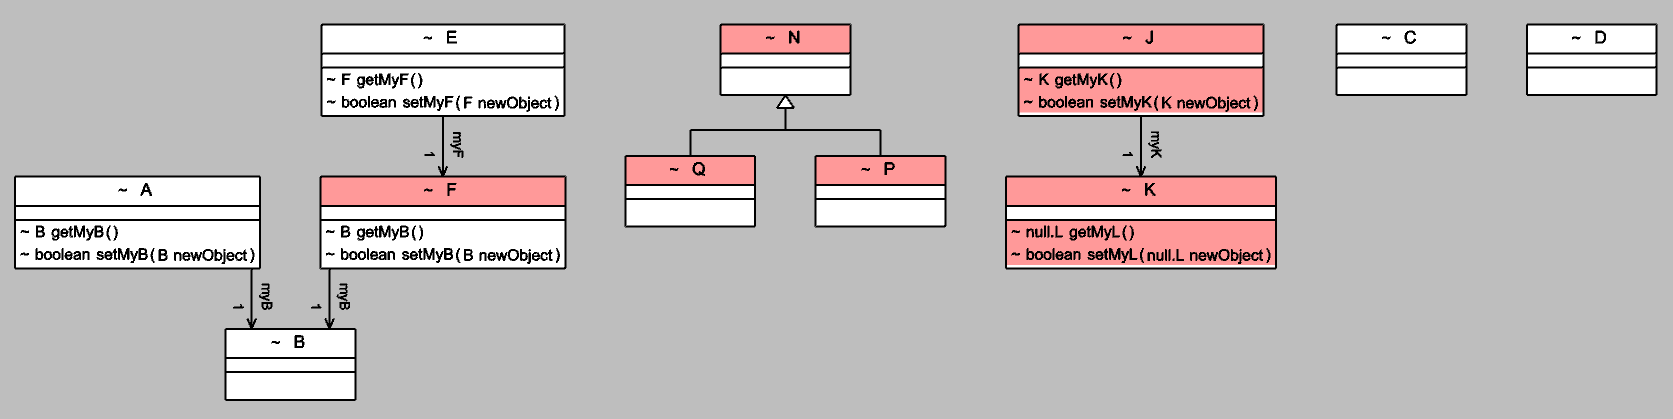 ~ E
~ F getMyF()
~ boolean setMyF(F newObject)
myF
1
~ N
~ Q
~ P
~ J
~ K getMyK()
~ boolean setMyK(K newObject)
myK
1
~ C
~ D
~ A
~ B getMyB()
~ boolean setMyB(B newObject)
myB
1
~ F
~ B getMyB()
~ boolean setMyB(B newObject)
myB
1
~ K
~ null.L getMyL()
~ boolean setMyL(null.L newObject)
~ B